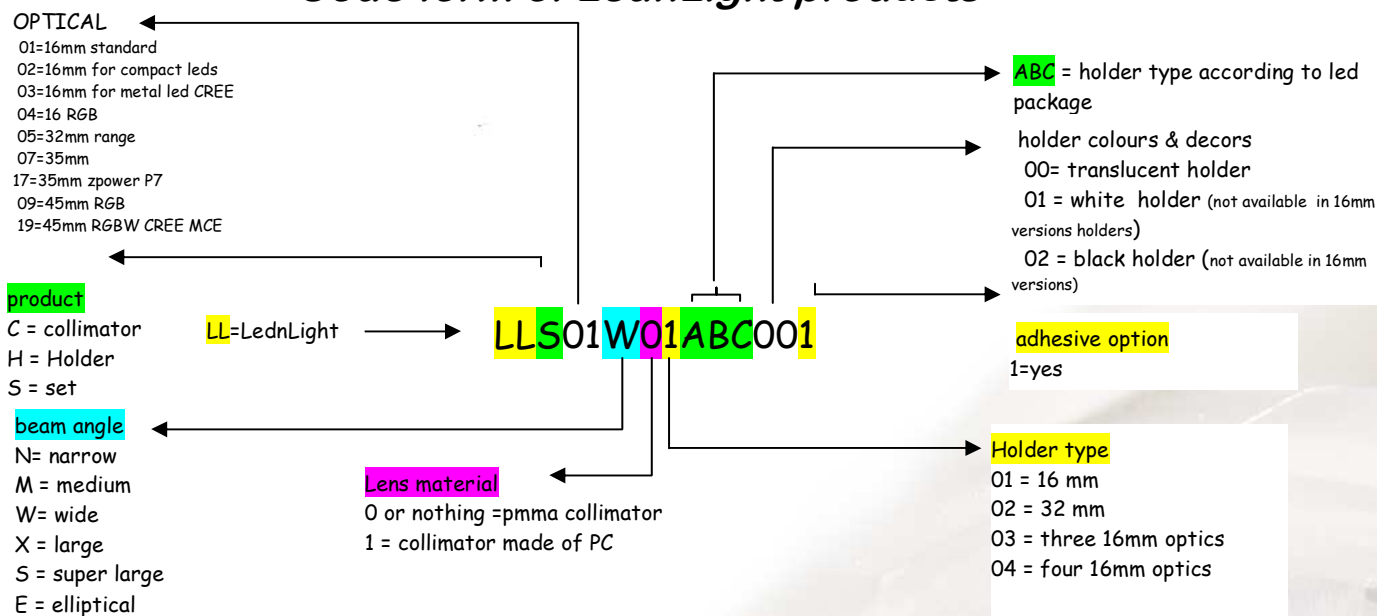 OPTICAL
01=16mm standard
02=16mm for compact leds
03=16mm for metal led CREE
04=16 RGB
05=32mm range
07=35mm
17=35mm zpower P7
09=45mm RGB
19=45mm RGBW CREE MCE
product
C = collimator
H = Holder
S = set
beam angle
N= narrow
M = medium
W= wide
X = large
S = super large
E = elliptical
LL=LednLight
LLS01W01ABC001
Lens material
0 or nothing =pmma collimator
1 = collimator made of PC
ABC = holder type according to led
package
holder colours & decors
00= translucent holder
01 = white holder (not available in 16mm
versions holders)
02 = black holder (not available in 16mm
versions)
adhesive option
1=yes
Holder type
01 = 16 mm
02 = 32 mm
03 = three 16mm optics
04 = four 16mm optics